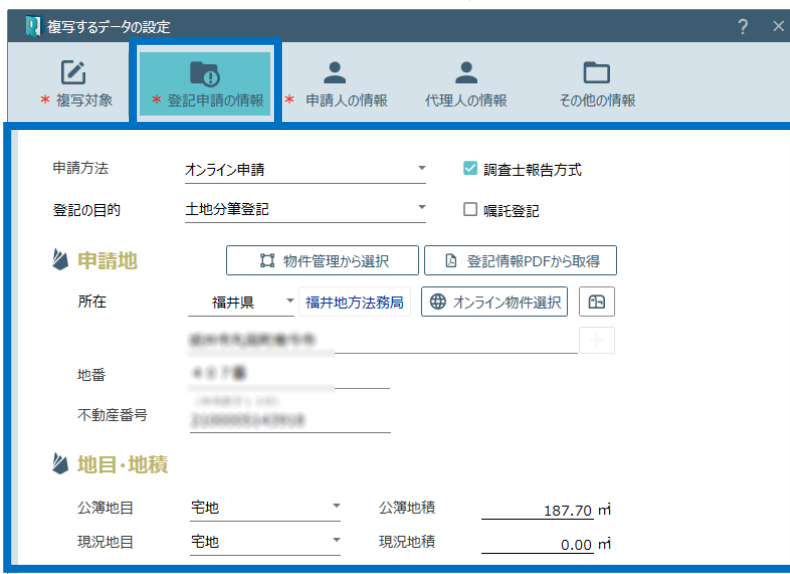 複写するデータの設定 ? ×
* 複写対象 * 登記申請の情報 * 申請人の情報 代理人の情報 その他の情報
申請方法 オンライン申請 調査士報告方式
登記の目的 土地分筆登記 嘱託登記
申請地 物件管理から選択 登記情報PDFから取得
所在 福井県 福井地方法務局 オンライン物件選択
地番
不動産番号
地目・地積
公簿地目 宅地 公簿地積 187.70 ㎡
現況地目 宅地 現況地積 0.00 ㎡